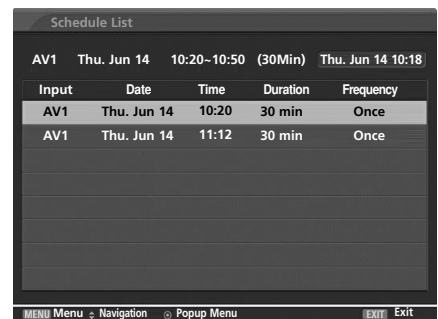 Schedule List
AV1 Thu. Jun 14 10:20~10:50 (30Min) Thu. Jun 14 10:18
Input Date Time Duration Frequency
AV1 Thu. Jun 14 10:20 30 min Once
AV1 Thu. Jun 14 11:12 30 min Once
MENU Menu Navigation Popup Menu EXIT Exit